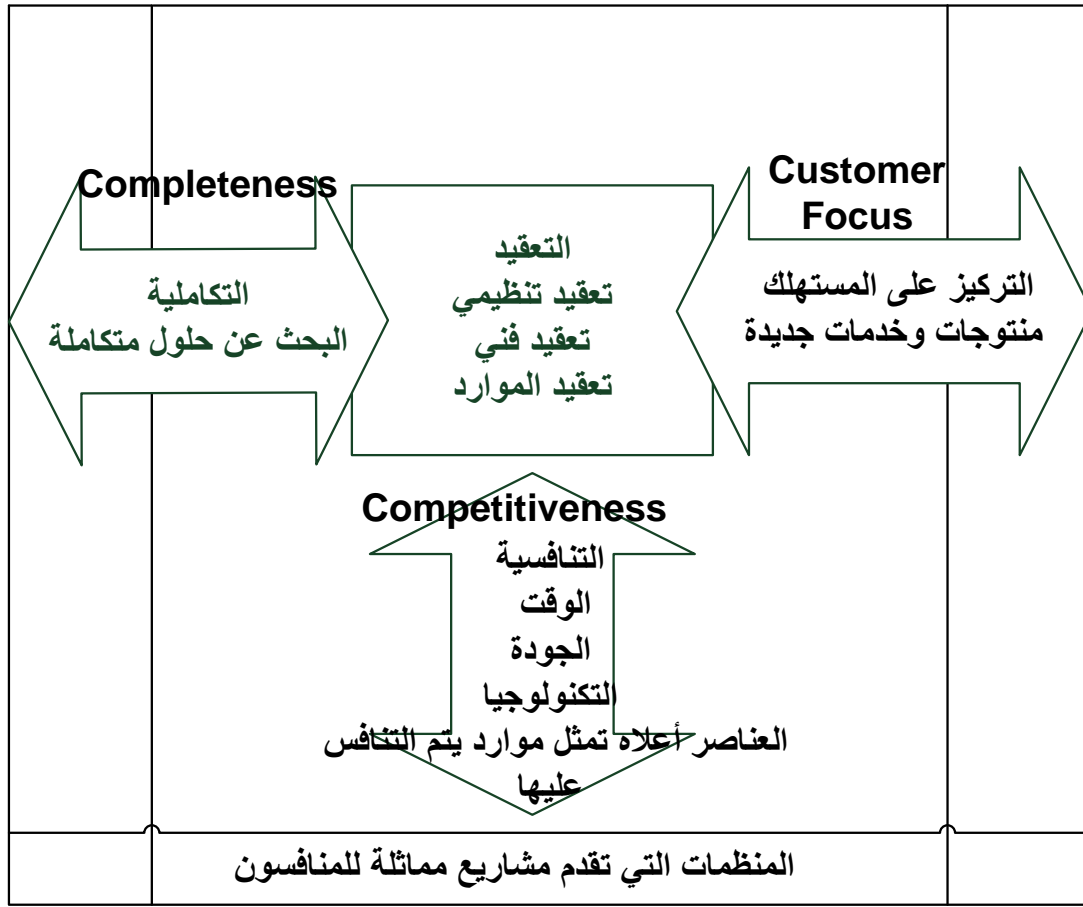 Completeness
التكاملية
البحث عن حلول متكاملة
التعقيد
تعقيد تنظيمي
تعقيد فني
تعقيد الموارد
Customer
Focus
التركيز على المستهلك
منتوجات وخدمات جديدة
Competitiveness
التنافسية
الوقت
الجودة
التكنولوجيا
العناصر أعلاه تمثل موارد يتم التنافس
عليها
المنظمات التي تقدم مشاريع مماثلة للمنافسون